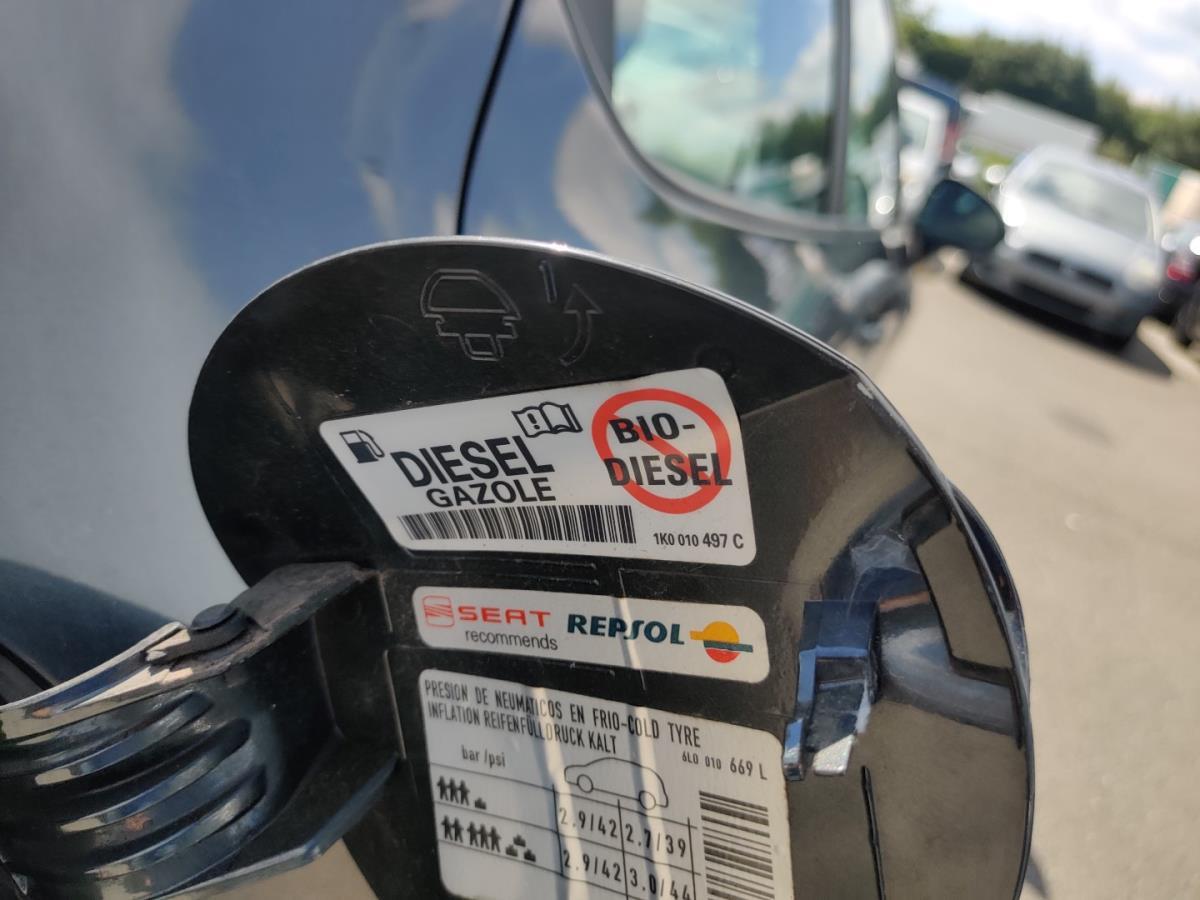 1
DIESEL
GAZOLE
BIO-
DIESEL
1K0 010 497 C
SEAT
recommends
REPSOL
PRESION DE NEUMATICOS EN FRIO-COLD TYRE
INFLATION REIFENFÜLLDRUCK KALT
6L0 010 669 L
bar/psi
2.9/42 2.7/39
2.9/42 3.0/44